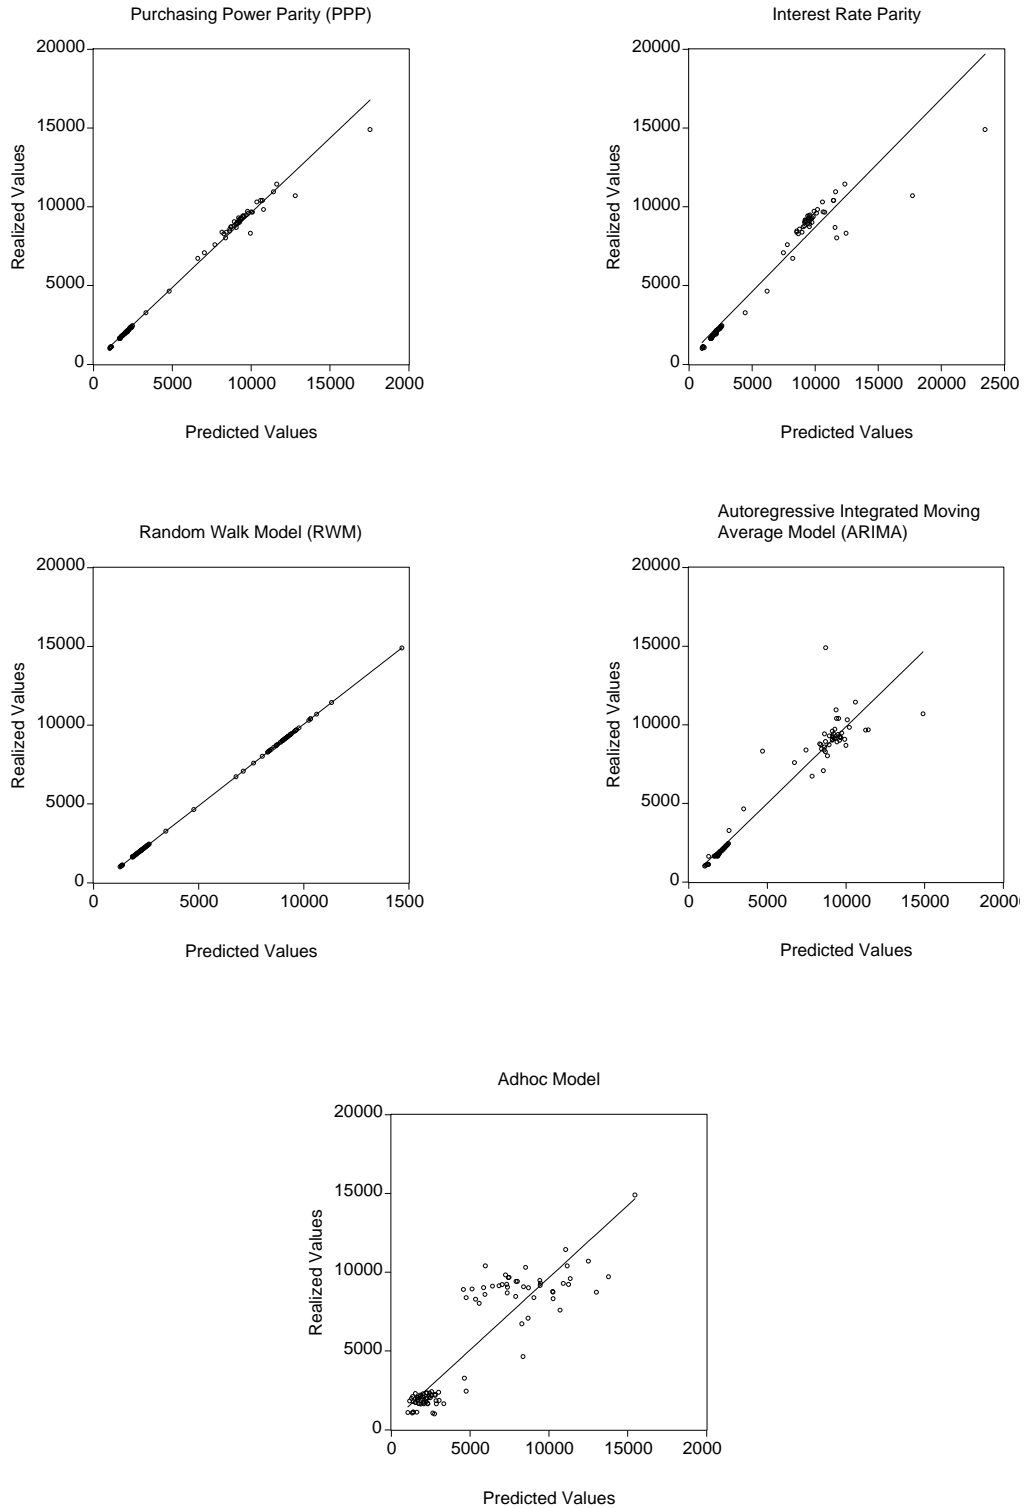 Purchasing Power Parity (PPP)
20000
15000
10000
5000
0
Realized Values
0 5000 10000 15000 2000
Predicted Values
Interest Rate Parity
20000
15000
10000
5000
0
Realized Values
0 5000 10000 15000 20000 2500
Predicted Values
Random Walk Model (RWM)
20000
15000
10000
5000
0
Realized Values
0 5000 10000 1500
Predicted Values
Autoregressive Integrated Moving
Average Model (ARIMA)
20000
15000
10000
5000
0
Realized Values
0 5000 10000 15000 2000
Predicted Values
Adhoc Model
20000
15000
10000
5000
0
Realized Values
0 5000 10000 15000 2000
Predicted Values